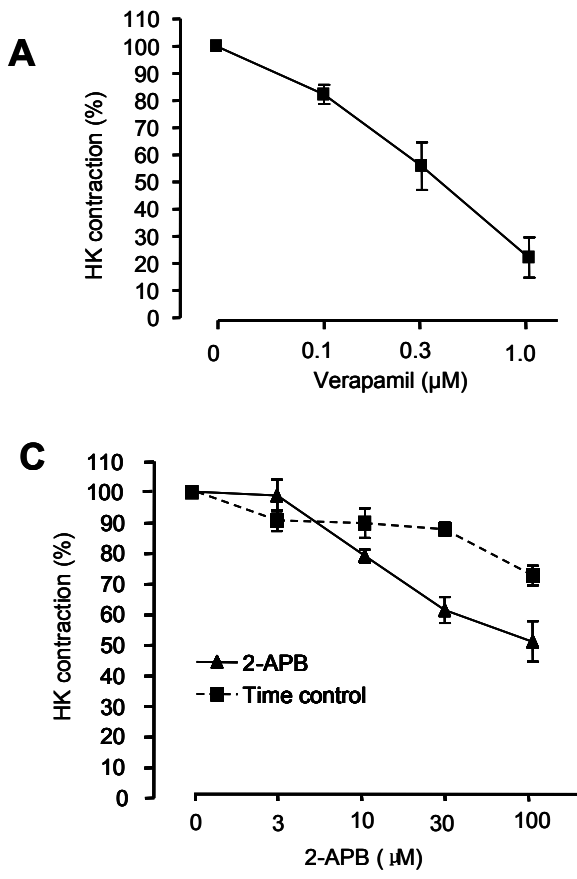 A
HK contraction (%)
110
100
90
80
70
60
50
40
30
20
10
0
0 0.1 0.3 1.0
Verapamil (µM)
C
HK contraction (%)
110
100
90
80
70
60
50
40
30
20
10
0
2-APB
Time control
0 3 10 30 100
2-APB ( µM)